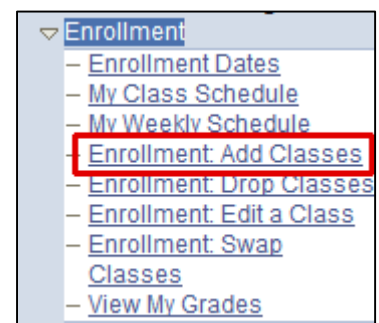 Enrollment
– Enrollment Dates
– My Class Schedule
– My Weekly Schedule
– Enrollment: Add Classes
– Enrollment: Drop Classes
– Enrollment: Edit a Class
– Enrollment: Swap
Classes
– View My Grades